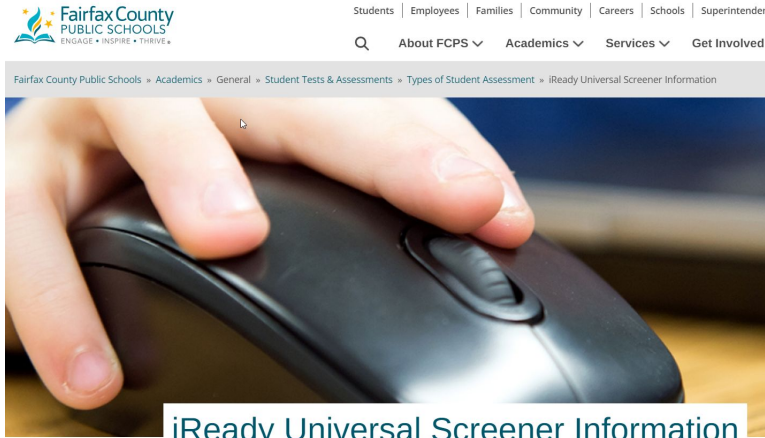 Fairfax County
PUBLIC SCHOOLS
ENGAGE • INSPIRE • THRIVE
Students Employees Families Community Careers Schools
About FCPS Academics Services Get Involved
Fairfax County Public Schools » Academics » General » Student Tests & Assessments » Types of Student Assessment » iReady Universal Screener Information
iReady Universal Screener Information